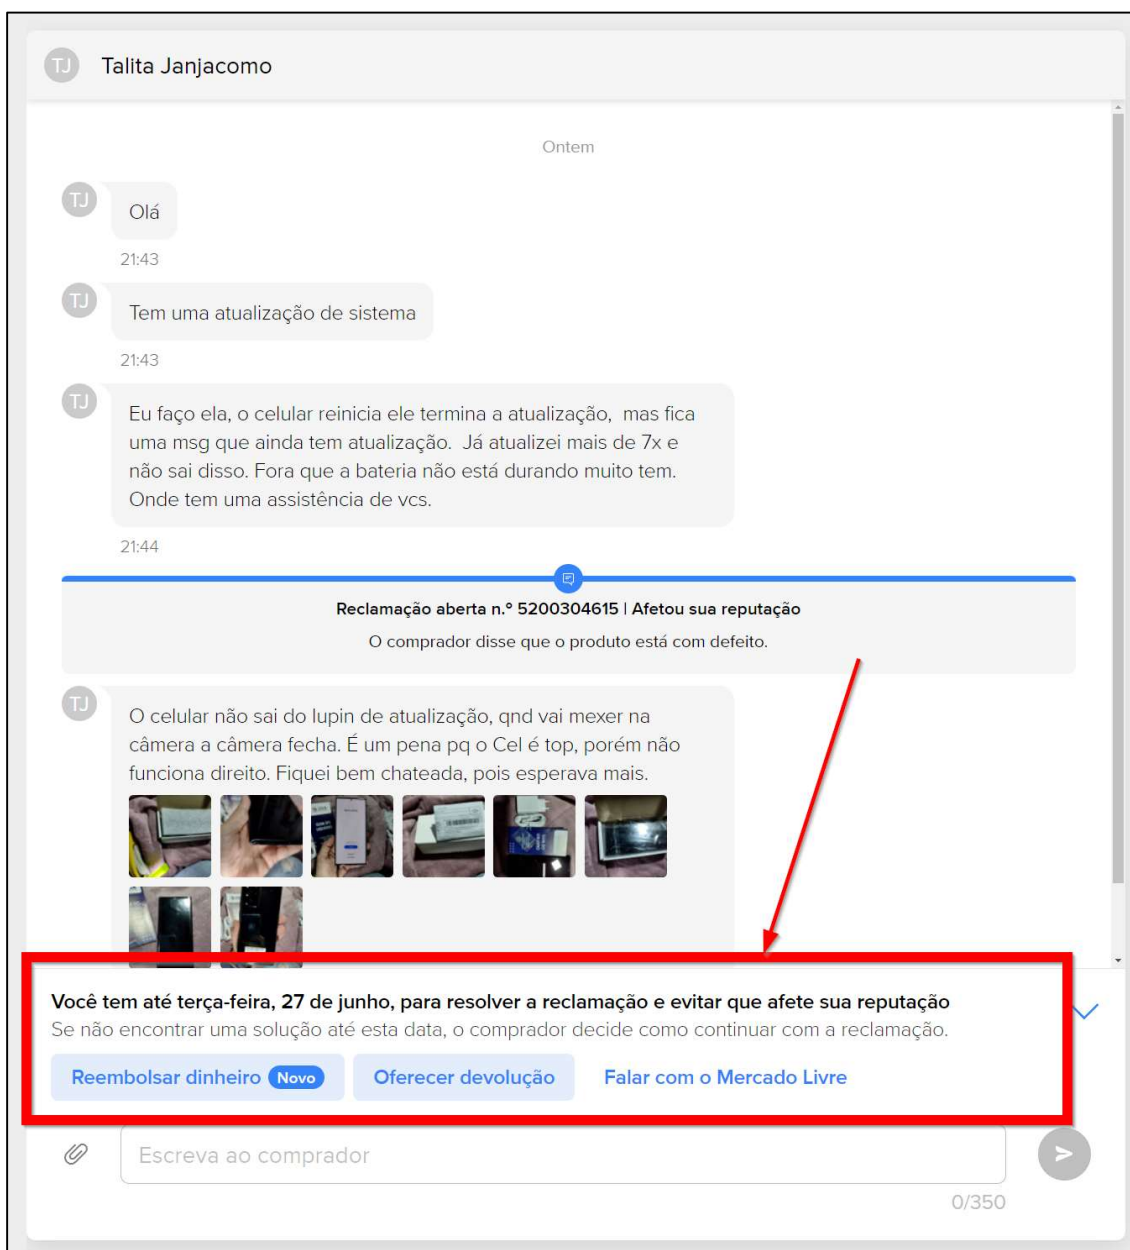 TJ Talita Janjacomo
Ontem
TJ
Olá
21:43
TJ
Tem uma atualização de sistema
21:43
TJ
Eu faço ela, o celular reinicia ele termina a atualização, mas fica
uma msg que ainda tem atualização. Já atualizei mais de 7x e
não sai disso. Fora que a bateria não está durando muito tem.
Onde tem uma assistência de vcs.
21:44
Reclamação aberta n.º 5200304615 | Afetou sua reputação
O comprador disse que o produto está com defeito.
TJ
O celular não sai do lupin de atualização, qnd vai mexer na
câmera a câmera fecha. É um pena pq o Cel é top, porém não
funciona direito. Fiquei bem chateada, pois esperava mais.
Você tem até terça-feira, 27 de junho, para resolver a reclamação e evitar que afete sua reputação
Se não encontrar uma solução até esta data, o comprador decide como continuar com a reclamação.
Reembolsar dinheiro Novo Oferecer devolução Falar com o Mercado Livre
Escreva ao comprador
0/350